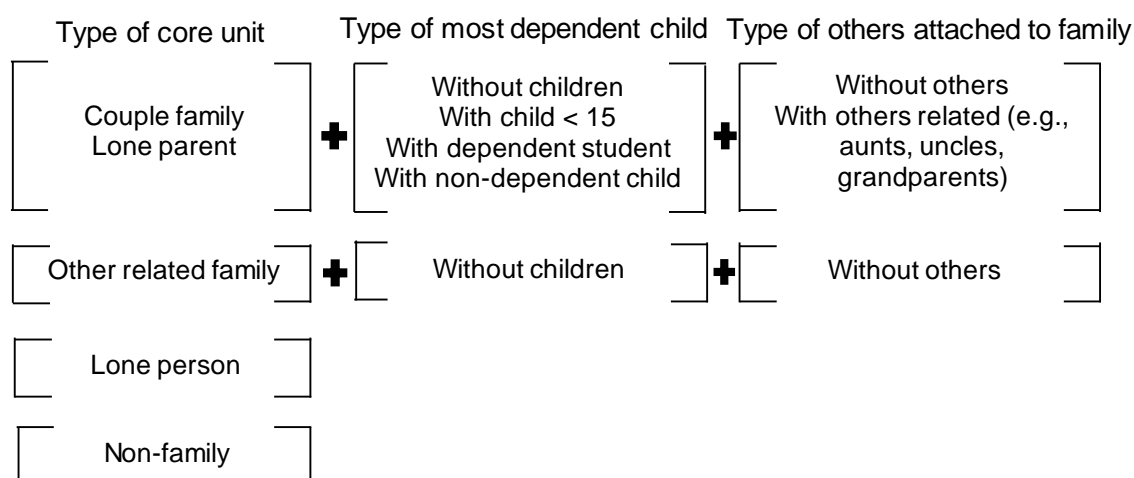 Type of core unit
Type of most dependent child
Type of others attached to family
Couple family
Lone parent
Without children
With child < 15
With dependent student
With non-dependent child
Without others
With others related (e.g.,
aunts, uncles,
grandparents)
Other related family
Without children
Without others
Lone person
Non-family